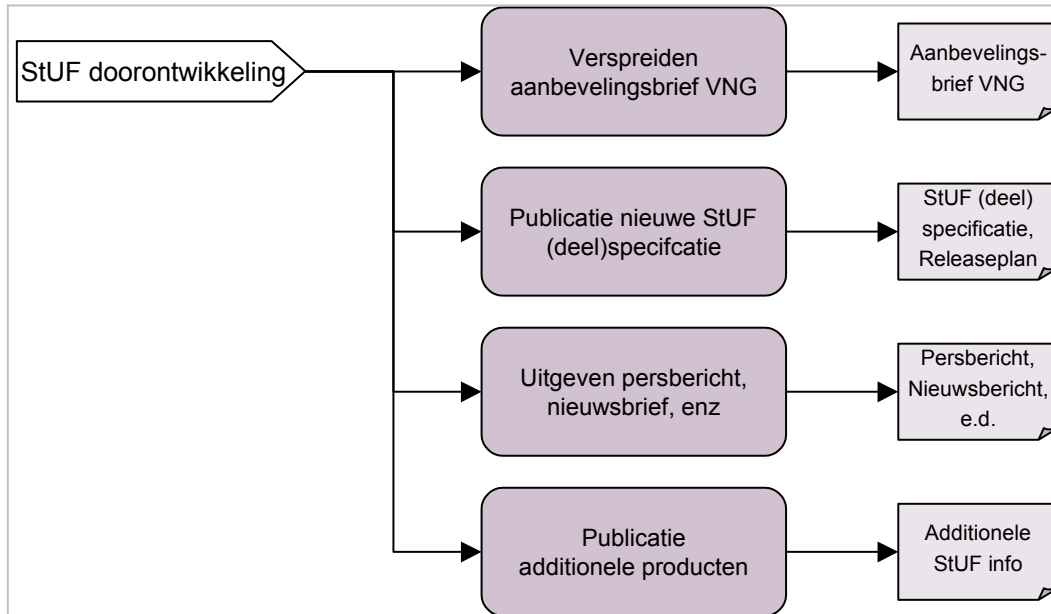 StUF doorontwikkeling
Verspreiden
aanbevelingsbrief VNG
Aanbevelings-
brief VNG
Publicatie nieuwe StUF
(deel)specifcatie
StUF (deel)
specificatie,
Releaseplan
Uitgeven persbericht,
nieuwsbrief, enz
Persbericht,
Nieuwsbericht,
e.d.
Publicatie
additionele producten
Additionele
StUF info